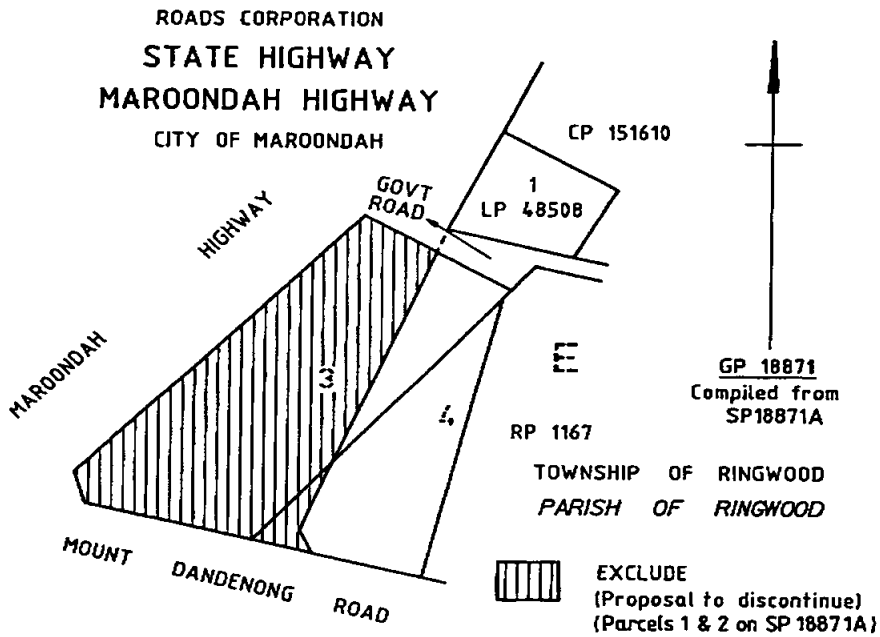 ROADS CORPORATION
STATE HIGHWAY
MAROONDAH HIGHWAY
CITY OF MAROONDAH
CP 151610
1
LP 48508
GOVT
ROAD
HIGHWAY
MAROONDAH
3
4
E
RP 1167
GP 18871
Compiled from
SP18871A
TOWNSHIP OF RINGWOOD
PARISH OF RINGWOOD
MOUNT DANDENONG ROAD
EXCLUDE
(Proposal to discontinue)
(Parcels 1 & 2 on SP 18871A)